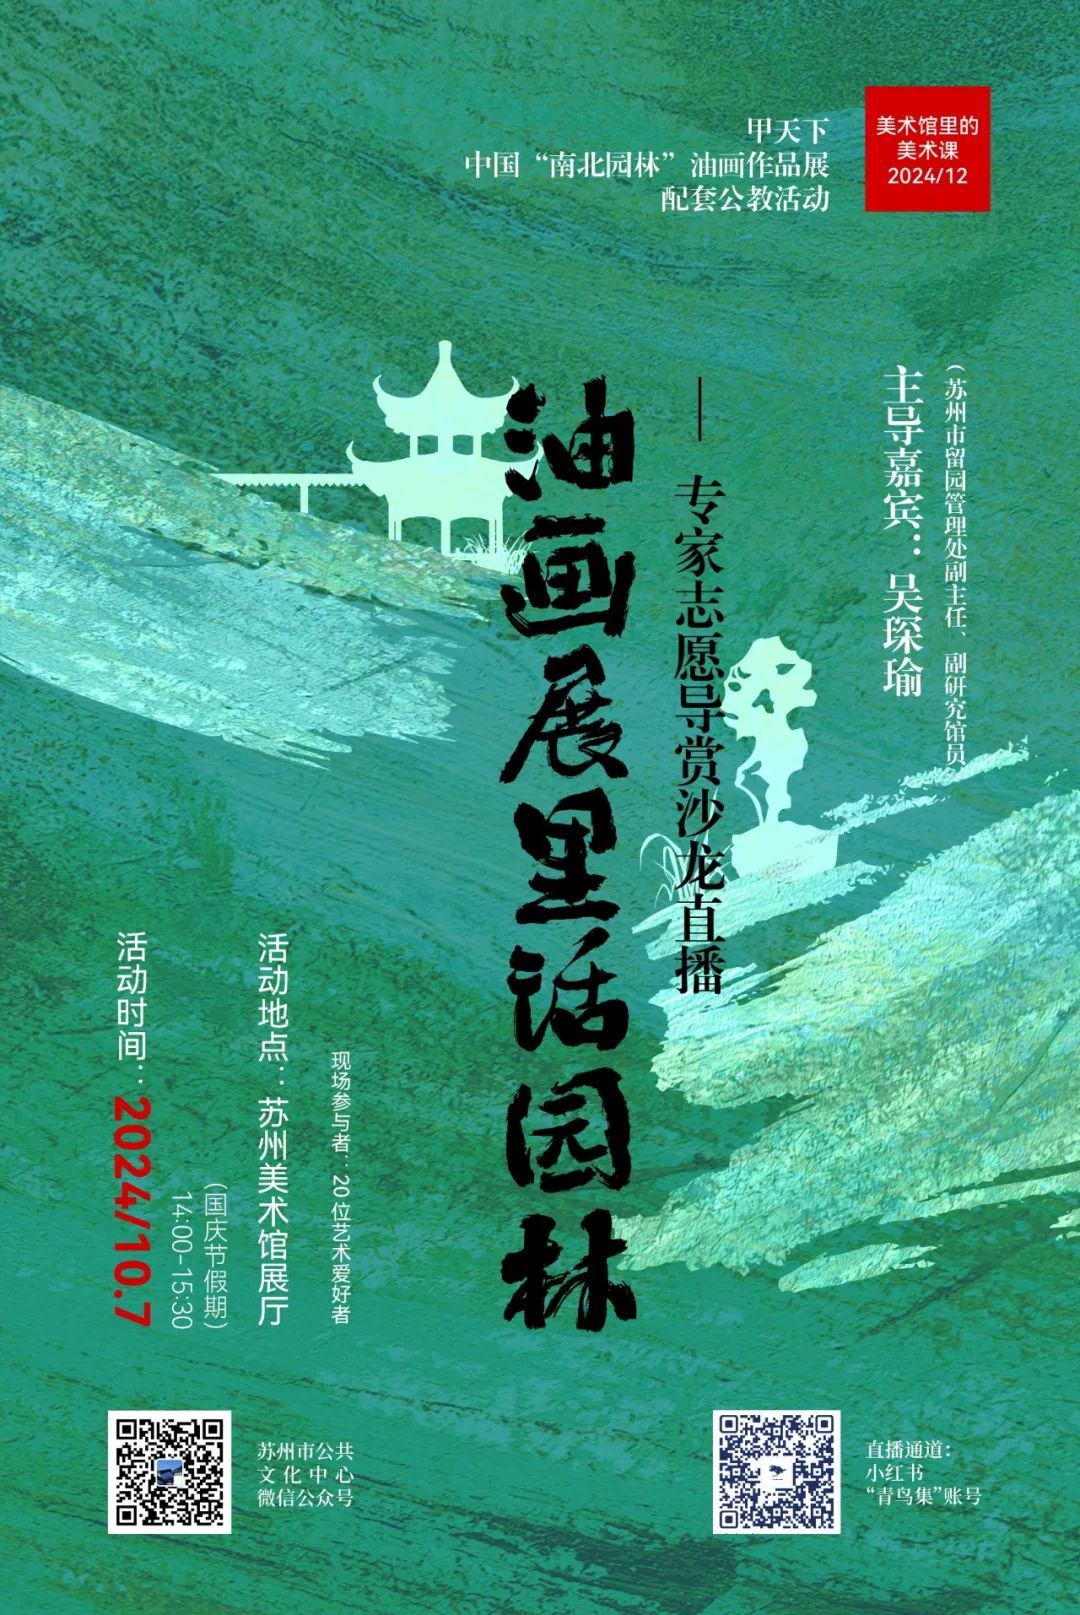 甲天下
中国“南北园林”油画作品展
配套公教活动
美术馆里的
美术课
2024/12
（苏州市留园管理处副主任、副研究馆员）
主导嘉宾：吴琛瑜
——专家志愿导赏沙龙直播
油画展里话园林
现场参与者：20位艺术爱好者
活动地点：苏州美术馆展厅
（国庆节假期）
14:00-15:30
活动时间：2024/10.7
苏州市公共
文化中心
微信公众号
直播通道：
小红书
“青鸟集”账号